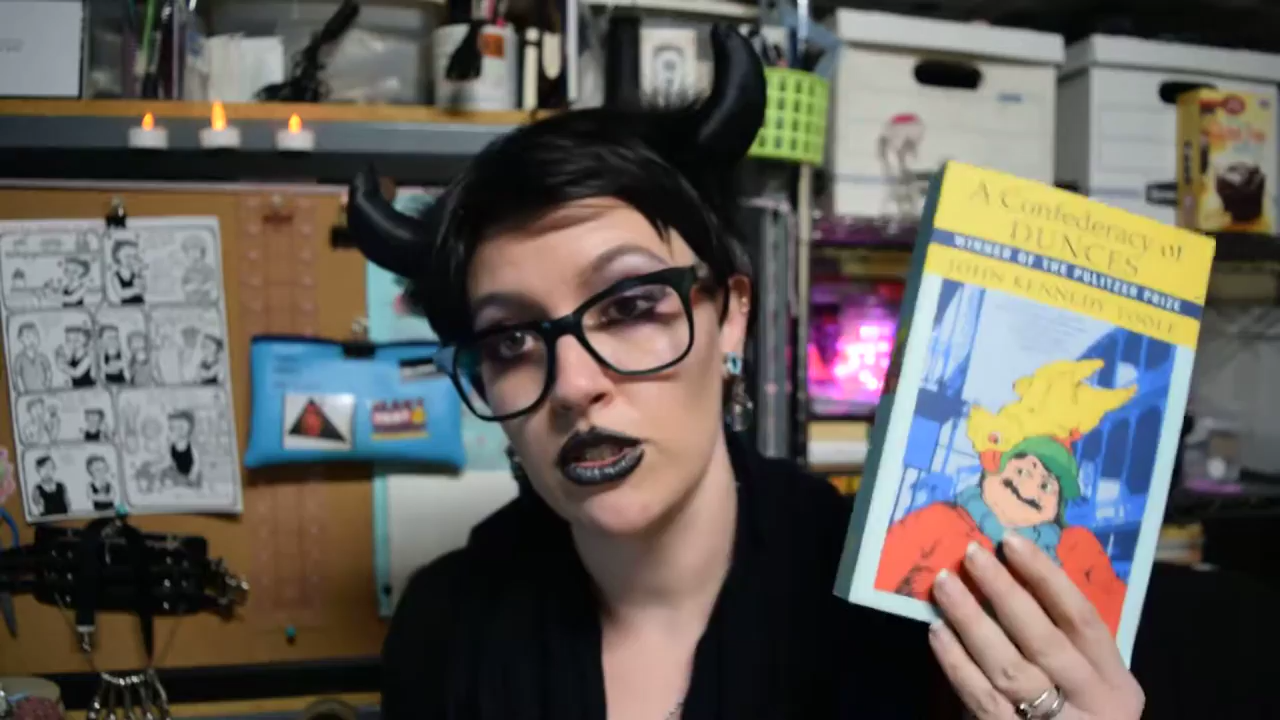 A Confederacy of
DUNCES
WINNER OF THE PULITZER PRIZE
JOHN KENNEDY TOOLE